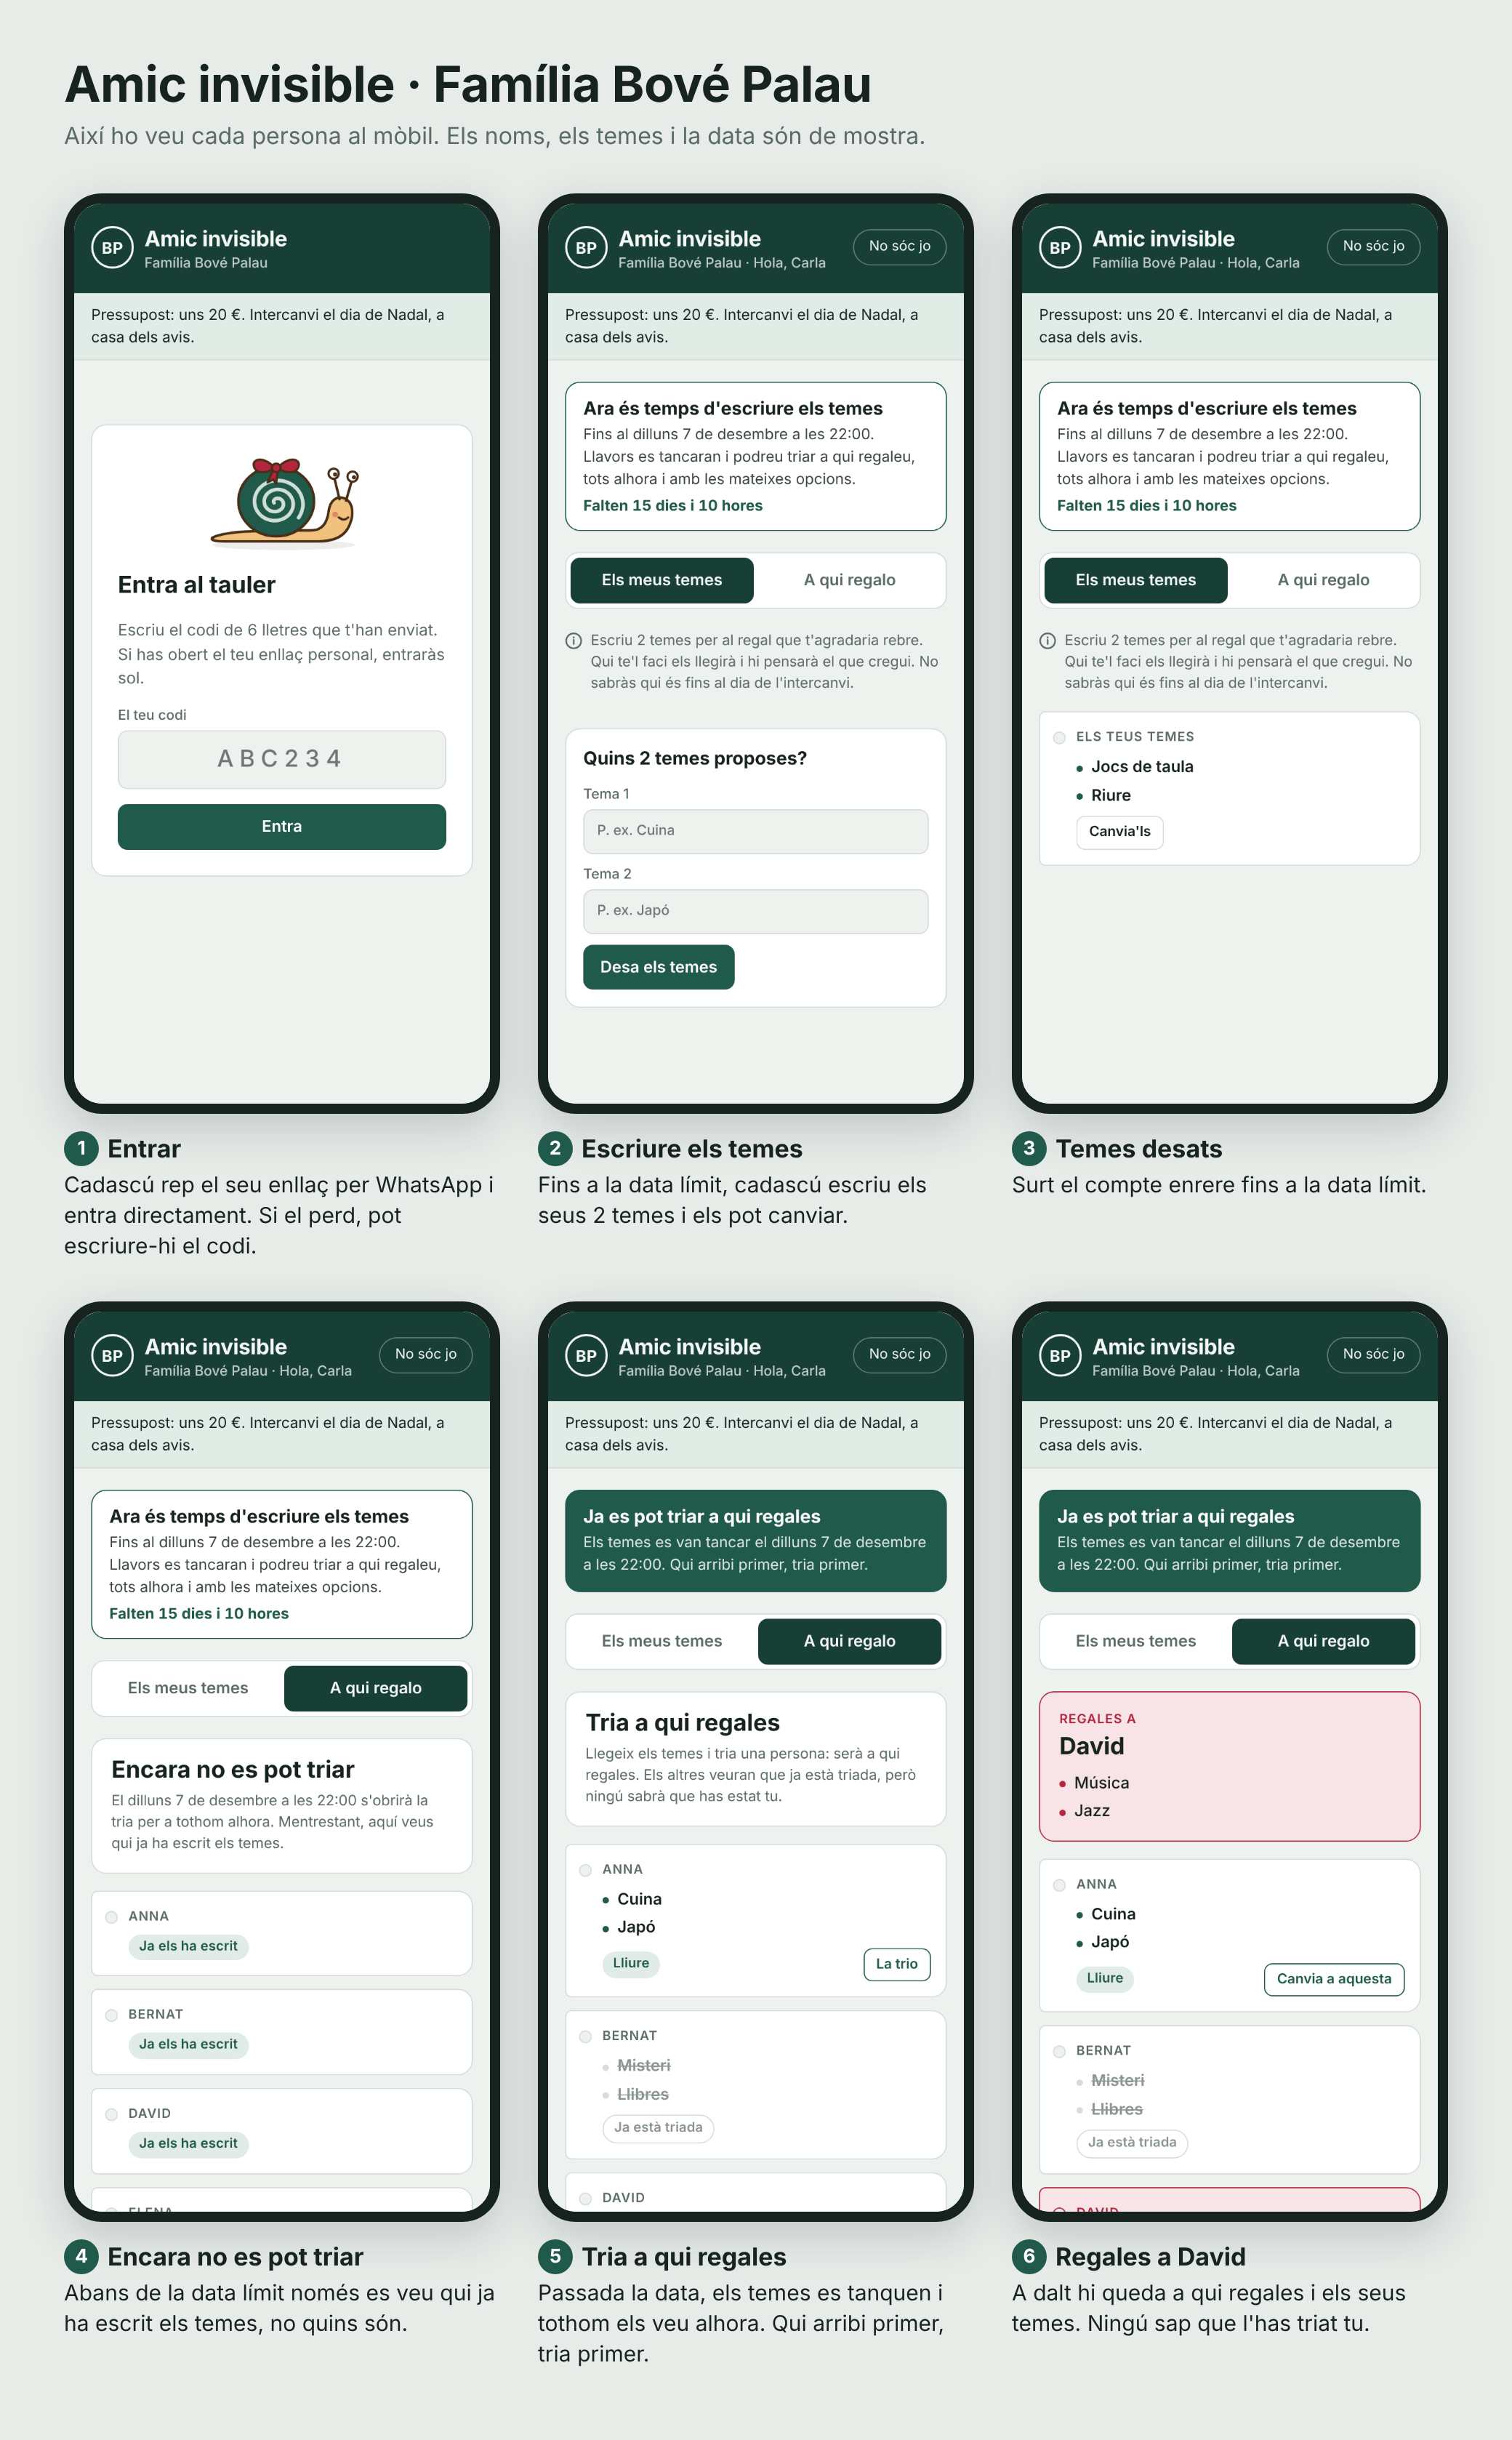 Amic invisible · Família Bové Palau
Així ho veu cada persona al mòbil. Els noms, els temes i la data són de mostra.
BP
Amic invisible
Família Bové Palau
Pressupost: uns 20 €. Intercanvi el dia de Nadal, a
casa dels avis.
Entra al tauler
Escriu el codi de 6 lletres que t'han enviat.
Si has obert el teu enllaç personal, entraràs
sol.
El teu codi
ABC234
Entra
1 Entrar
Cadascú rep el seu enllaç per WhatsApp i
entra directament. Si el perd, pot
escriure-hi el codi.
BP
Amic invisible
Família Bové Palau · Hola, Carla
No sóc jo
Pressupost: uns 20 €. Intercanvi el dia de Nadal, a
casa dels avis.
Ara és temps d'escriure els temes
Fins al dilluns 7 de desembre a les 22:00.
Llavors es tancaran i podreu triar a qui regaleu,
tots alhora i amb les mateixes opcions.
Falten 15 dies i 10 hores
Els meus temes
A qui regalo
Escriu 2 temes per al regal que t'agradaria rebre.
Qui te'l faci els llegirà i hi pensarà el que cregui. No
sabràs qui és fins al dia de l'intercanvi.
Quins 2 temes proposes?
Tema 1
P. ex. Cuina
Tema 2
P. ex. Japó
Desa els temes
2 Escriure els temes
Fins a la data límit, cadascú escriu els
seus 2 temes i els pot canviar.
BP
Amic invisible
Família Bové Palau · Hola, Carla
No sóc jo
Pressupost: uns 20 €. Intercanvi el dia de Nadal, a
casa dels avis.
Ara és temps d'escriure els temes
Fins al dilluns 7 de desembre a les 22:00.
Llavors es tancaran i podreu triar a qui regaleu,
tots alhora i amb les mateixes opcions.
Falten 15 dies i 10 hores
Els meus temes
A qui regalo
Escriu 2 temes per al regal que t'agradaria rebre.
Qui te'l faci els llegirà i hi pensarà el que cregui. No
sabràs qui és fins al dia de l'intercanvi.
ELS TEUS TEMES
Jocs de taula
Riure
Canvia'ls
3 Temes desats
Surt el compte enrere fins a la data límit.
BP
Amic invisible
Família Bové Palau · Hola, Carla
No sóc jo
Pressupost: uns 20 €. Intercanvi el dia de Nadal, a
casa dels avis.
Ara és temps d'escriure els temes
Fins al dilluns 7 de desembre a les 22:00.
Llavors es tancaran i podreu triar a qui regaleu,
tots alhora i amb les mateixes opcions.
Falten 15 dies i 10 hores
Els meus temes
A qui regalo
Encara no es pot triar
El dilluns 7 de desembre a les 22:00 s'obrirà la
tria per a tothom alhora. Mentrestant, aquí veus
qui ja ha escrit els temes.
ANNA
Ja els ha escrit
BERNAT
Ja els ha escrit
DAVID
Ja els ha escrit
ELENA
4 Encara no es pot triar
Abans de la data límit només es veu qui ja
ha escrit els temes, no quins són.
BP
Amic invisible
Família Bové Palau · Hola, Carla
No sóc jo
Pressupost: uns 20 €. Intercanvi el dia de Nadal, a
casa dels avis.
Ja es pot triar a qui regales
Els temes es van tancar el dilluns 7 de desembre
a les 22:00. Qui arribi primer, tria primer.
Els meus temes
A qui regalo
Tria a qui regales
Llegeix els temes i tria una persona: serà a qui
regales. Els altres veuran que ja està triada, però
ningú sabrà que has estat tu.
ANNA
Cuina
Japó
Lliure
La trio
BERNAT
Misteri
Llibres
Ja està triada
DAVID
5 Tria a qui regales
Passada la data, els temes es tanquen i
tothom els veu alhora. Qui arribi primer,
tria primer.
BP
Amic invisible
Família Bové Palau · Hola, Carla
No sóc jo
Pressupost: uns 20 €. Intercanvi el dia de Nadal, a
casa dels avis.
Ja es pot triar a qui regales
Els temes es van tancar el dilluns 7 de desembre
a les 22:00. Qui arribi primer, tria primer.
Els meus temes
A qui regalo
REGALES A
David
Música
Jazz
ANNA
Cuina
Japó
Lliure
Canvia a aquesta
BERNAT
Misteri
Llibres
Ja està triada
DAVID
6 Regales a David
A dalt hi queda a qui regales i els seus
temes. Ningú sap que l'has triat tu.